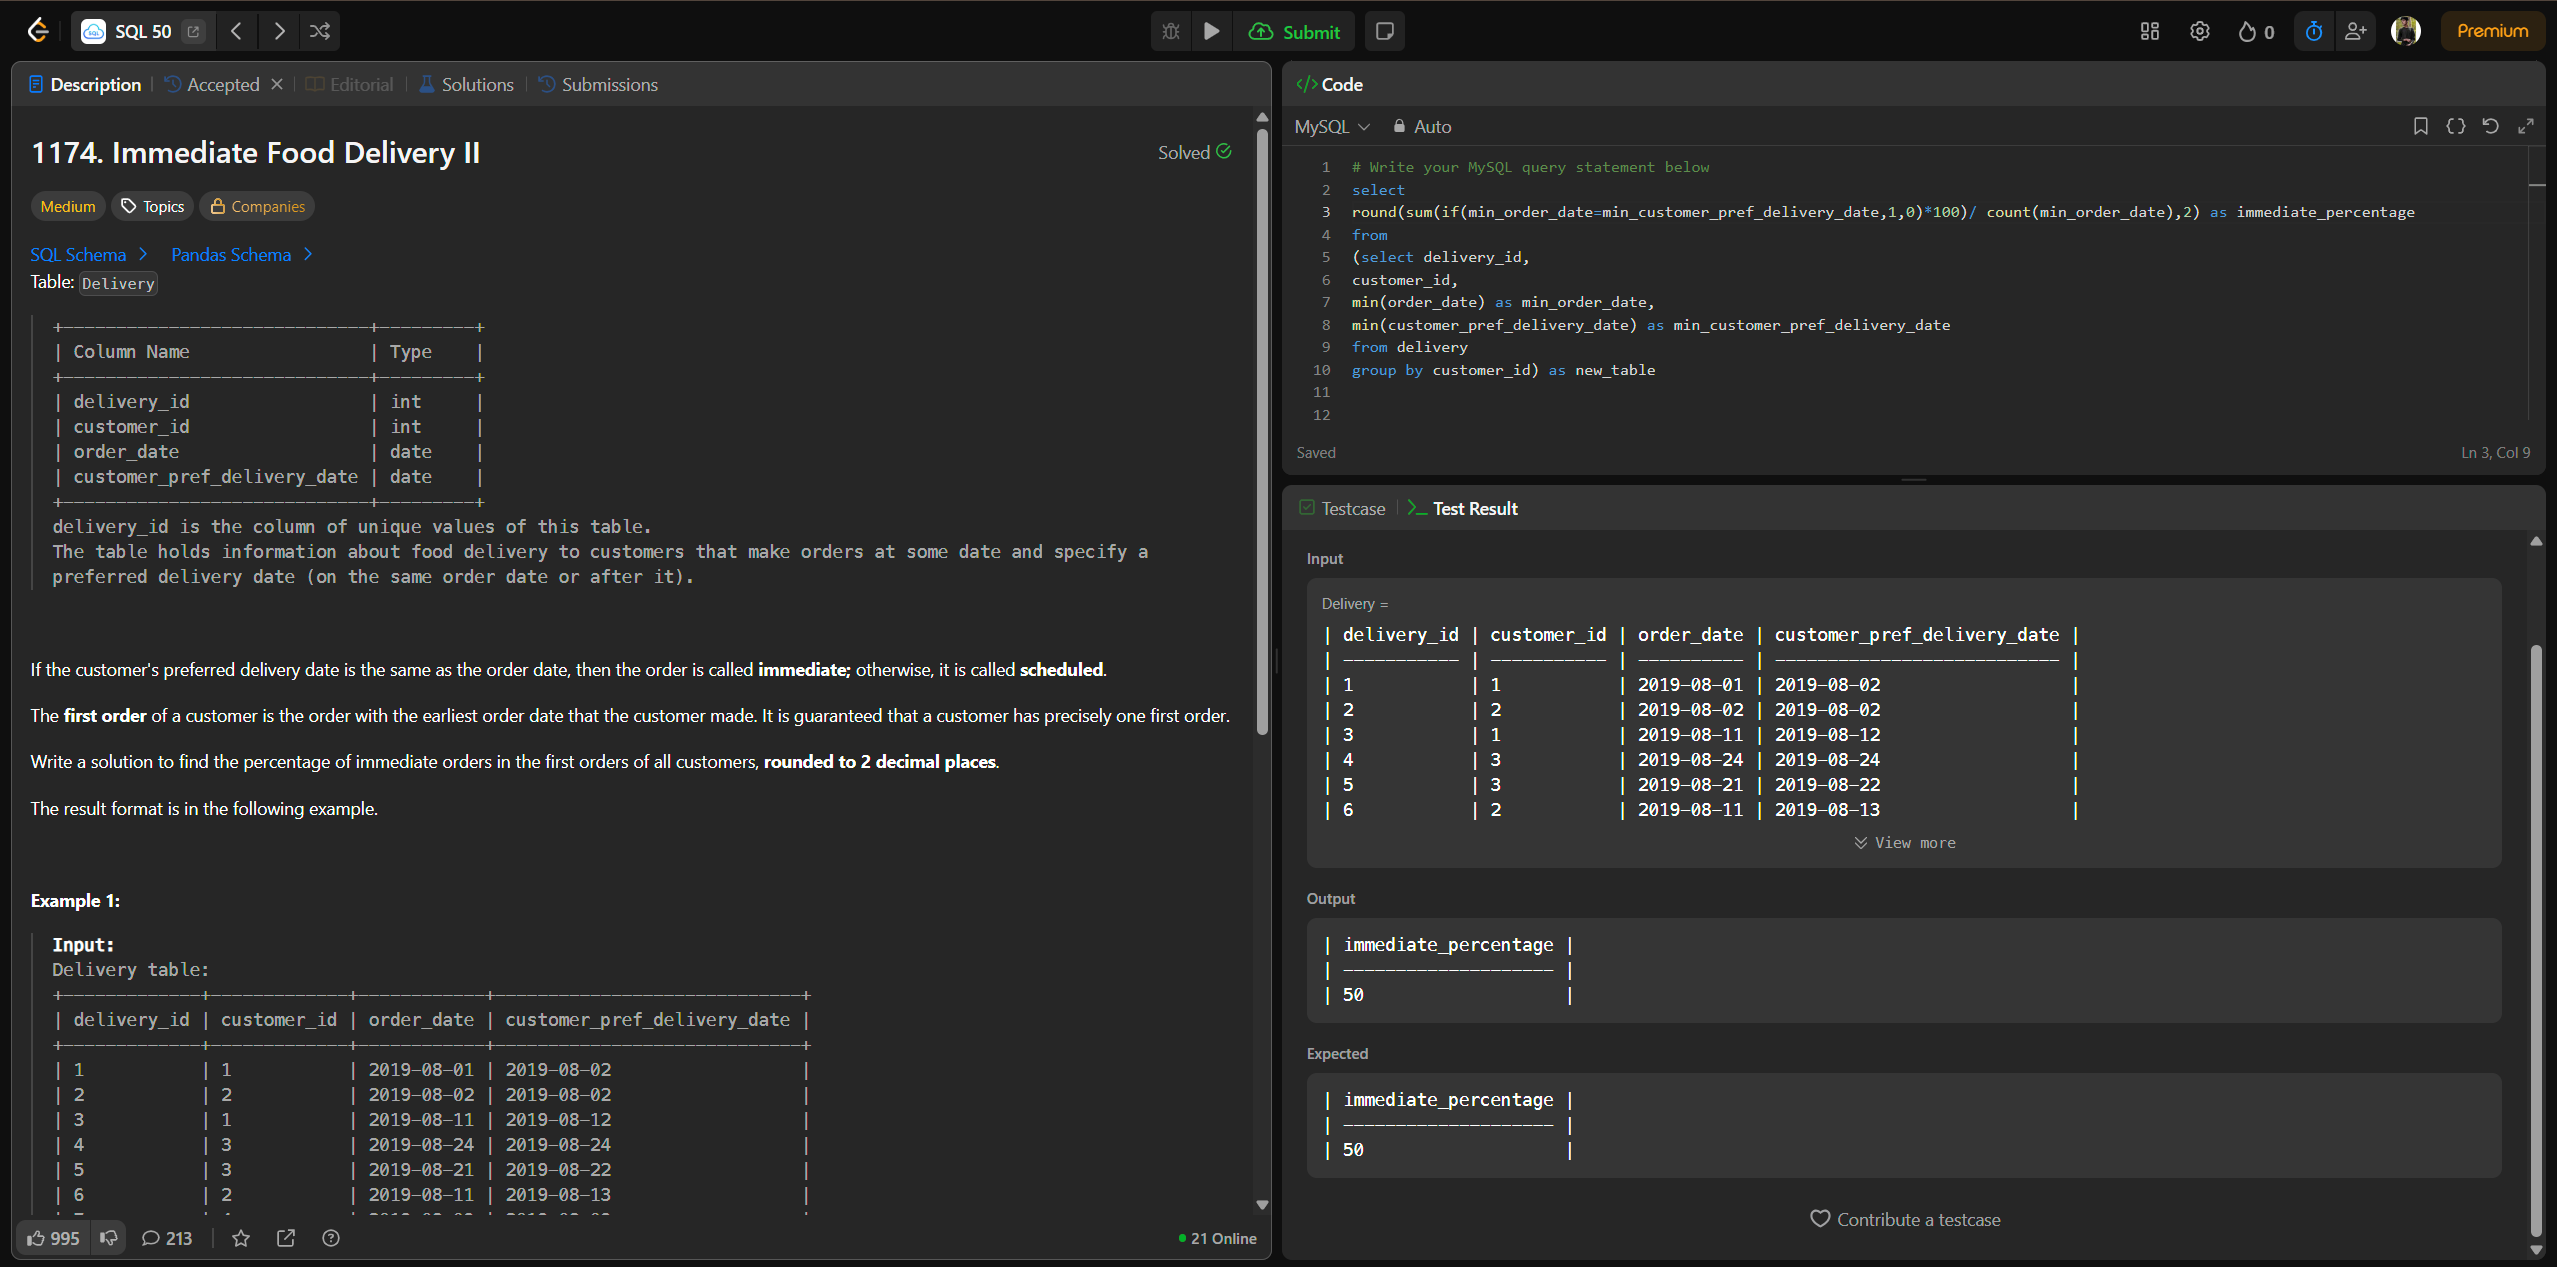 SQL 50
Submit
0
Premium
Description
Accepted
Editorial
Solutions
Submissions
1174. Immediate Food Delivery II
Solved
Medium
Topics
Companies
SQL Schema
Pandas Schema
Table: Delivery
+-----------------------------+---------+
| Column Name                 | Type    |
+-----------------------------+---------+
| delivery_id                 | int     |
| customer_id                 | int     |
| order_date                  | date    |
| customer_pref_delivery_date | date    |
+-----------------------------+---------+
delivery_id is the column of unique values of this table.
The table holds information about food delivery to customers that make orders at some date and specify a
preferred delivery date (on the same order date or after it).
If the customer's preferred delivery date is the same as the order date, then the order is called immediate; otherwise, it is called scheduled.
The first order of a customer is the order with the earliest order date that the customer made. It is guaranteed that a customer has precisely one first order.
Write a solution to find the percentage of immediate orders in the first orders of all customers, rounded to 2 decimal places.
The result format is in the following example.
Example 1:
Input:
Delivery table:
+-------------+-------------+------------+-----------------------------+
| delivery_id | customer_id | order_date | customer_pref_delivery_date |
+-------------+-------------+------------+-----------------------------+
| 1           | 1           | 2019-08-01 | 2019-08-02                  |
| 2           | 2           | 2019-08-02 | 2019-08-02                  |
| 3           | 1           | 2019-08-11 | 2019-08-12                  |
| 4           | 3           | 2019-08-24 | 2019-08-24                  |
| 5           | 3           | 2019-08-21 | 2019-08-22                  |
| 6           | 2           | 2019-08-11 | 2019-08-13                  |
995
213
21 Online
Code
MySQL
Auto
1 # Write your MySQL query statement below
2 select
3 round(sum(if(min_order_date=min_customer_pref_delivery_date,1,0)*100)/ count(min_order_date),2) as immediate_percentage
4 from
5 (select delivery_id,
6 customer_id,
7 min(order_date) as min_order_date,
8 min(customer_pref_delivery_date) as min_customer_pref_delivery_date
9 from delivery
10 group by customer_id) as new_table
11
12
Saved
Ln 3, Col 9
Testcase
Test Result
Input
Delivery =
| delivery_id | customer_id | order_date | customer_pref_delivery_date |
| ----------- | ----------- | ---------- | --------------------------- |
| 1           | 1           | 2019-08-01 | 2019-08-02                  |
| 2           | 2           | 2019-08-02 | 2019-08-02                  |
| 3           | 1           | 2019-08-11 | 2019-08-12                  |
| 4           | 3           | 2019-08-24 | 2019-08-24                  |
| 5           | 3           | 2019-08-21 | 2019-08-22                  |
| 6           | 2           | 2019-08-11 | 2019-08-13                  |
View more
Output
| immediate_percentage |
| -------------------- |
| 50                   |
Expected
| immediate_percentage |
| -------------------- |
| 50                   |
Contribute a testcase